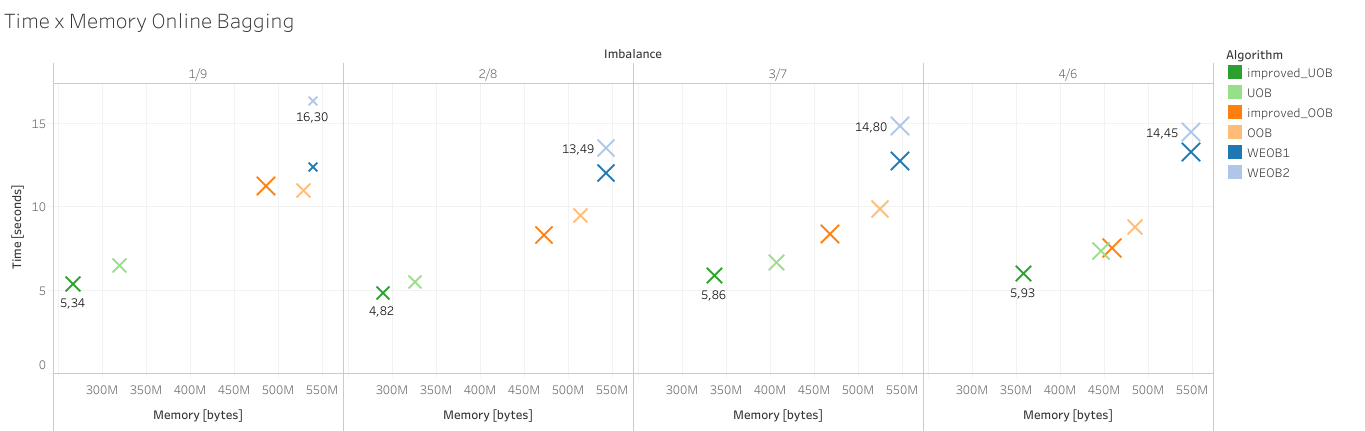 Time x Memory Online Bagging
Imbalance
1/9 2/8 3/7 4/6
Time [seconds]
15
10
5
0
16,30
5,34
13,49
4,82
14,80
5,86
14,45
5,93
300M 350M 400M 450M 500M 550M 300M 350M 400M 450M 500M 550M 300M 350M 400M 450M 500M 550M 300M 350M 400M 450M 500M 550M
Memory [bytes] Memory [bytes] Memory [bytes] Memory [bytes]
Algorithm
improved_UOB
UOB
improved_OOB
OOB
WEOB1
WEOB2